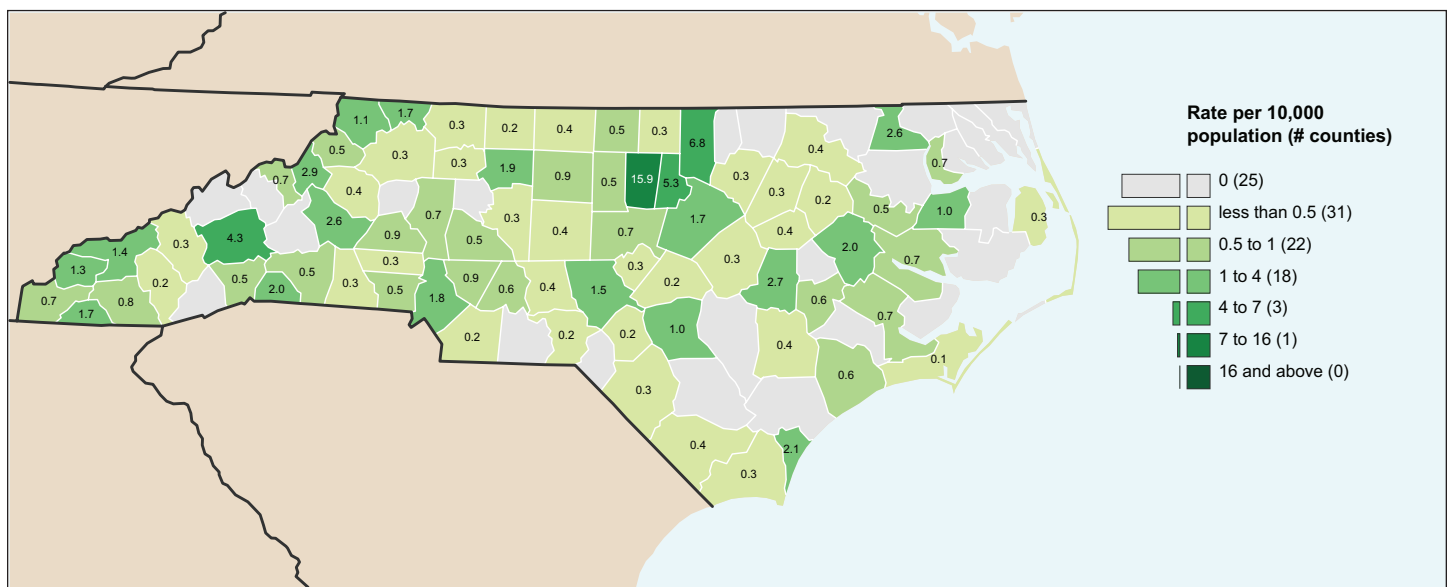 Rate per 10,000
population (# counties)
0 (25)
less than 0.5 (31)
0.5 to 1 (22)
1 to 4 (18)
4 to 7 (3)
7 to 16 (1)
16 and above (0)
1.1 1.7 0.3 0.2 0.4 0.5 0.3 6.8 2.6
0.5 0.3 0.3 1.9 0.9 0.5 15.9 5.3 0.3 0.4 0.7
0.7 2.9 0.4 0.7 0.3 0.4 0.7 1.7 0.3 0.2 0.5 1.0 0.3
1.4 0.3 4.3 2.6 0.9 0.5 0.4 2.0 0.7
1.3 0.2 0.5 0.5 0.3 0.3 0.9 0.6 0.4 1.5 0.3 0.2 0.3 2.7 0.6
0.7 0.8 2.0 0.5 1.8 0.7
1.7 0.2 0.2 0.2 1.0 0.4 0.1
0.3 0.6
0.4 2.1
0.3